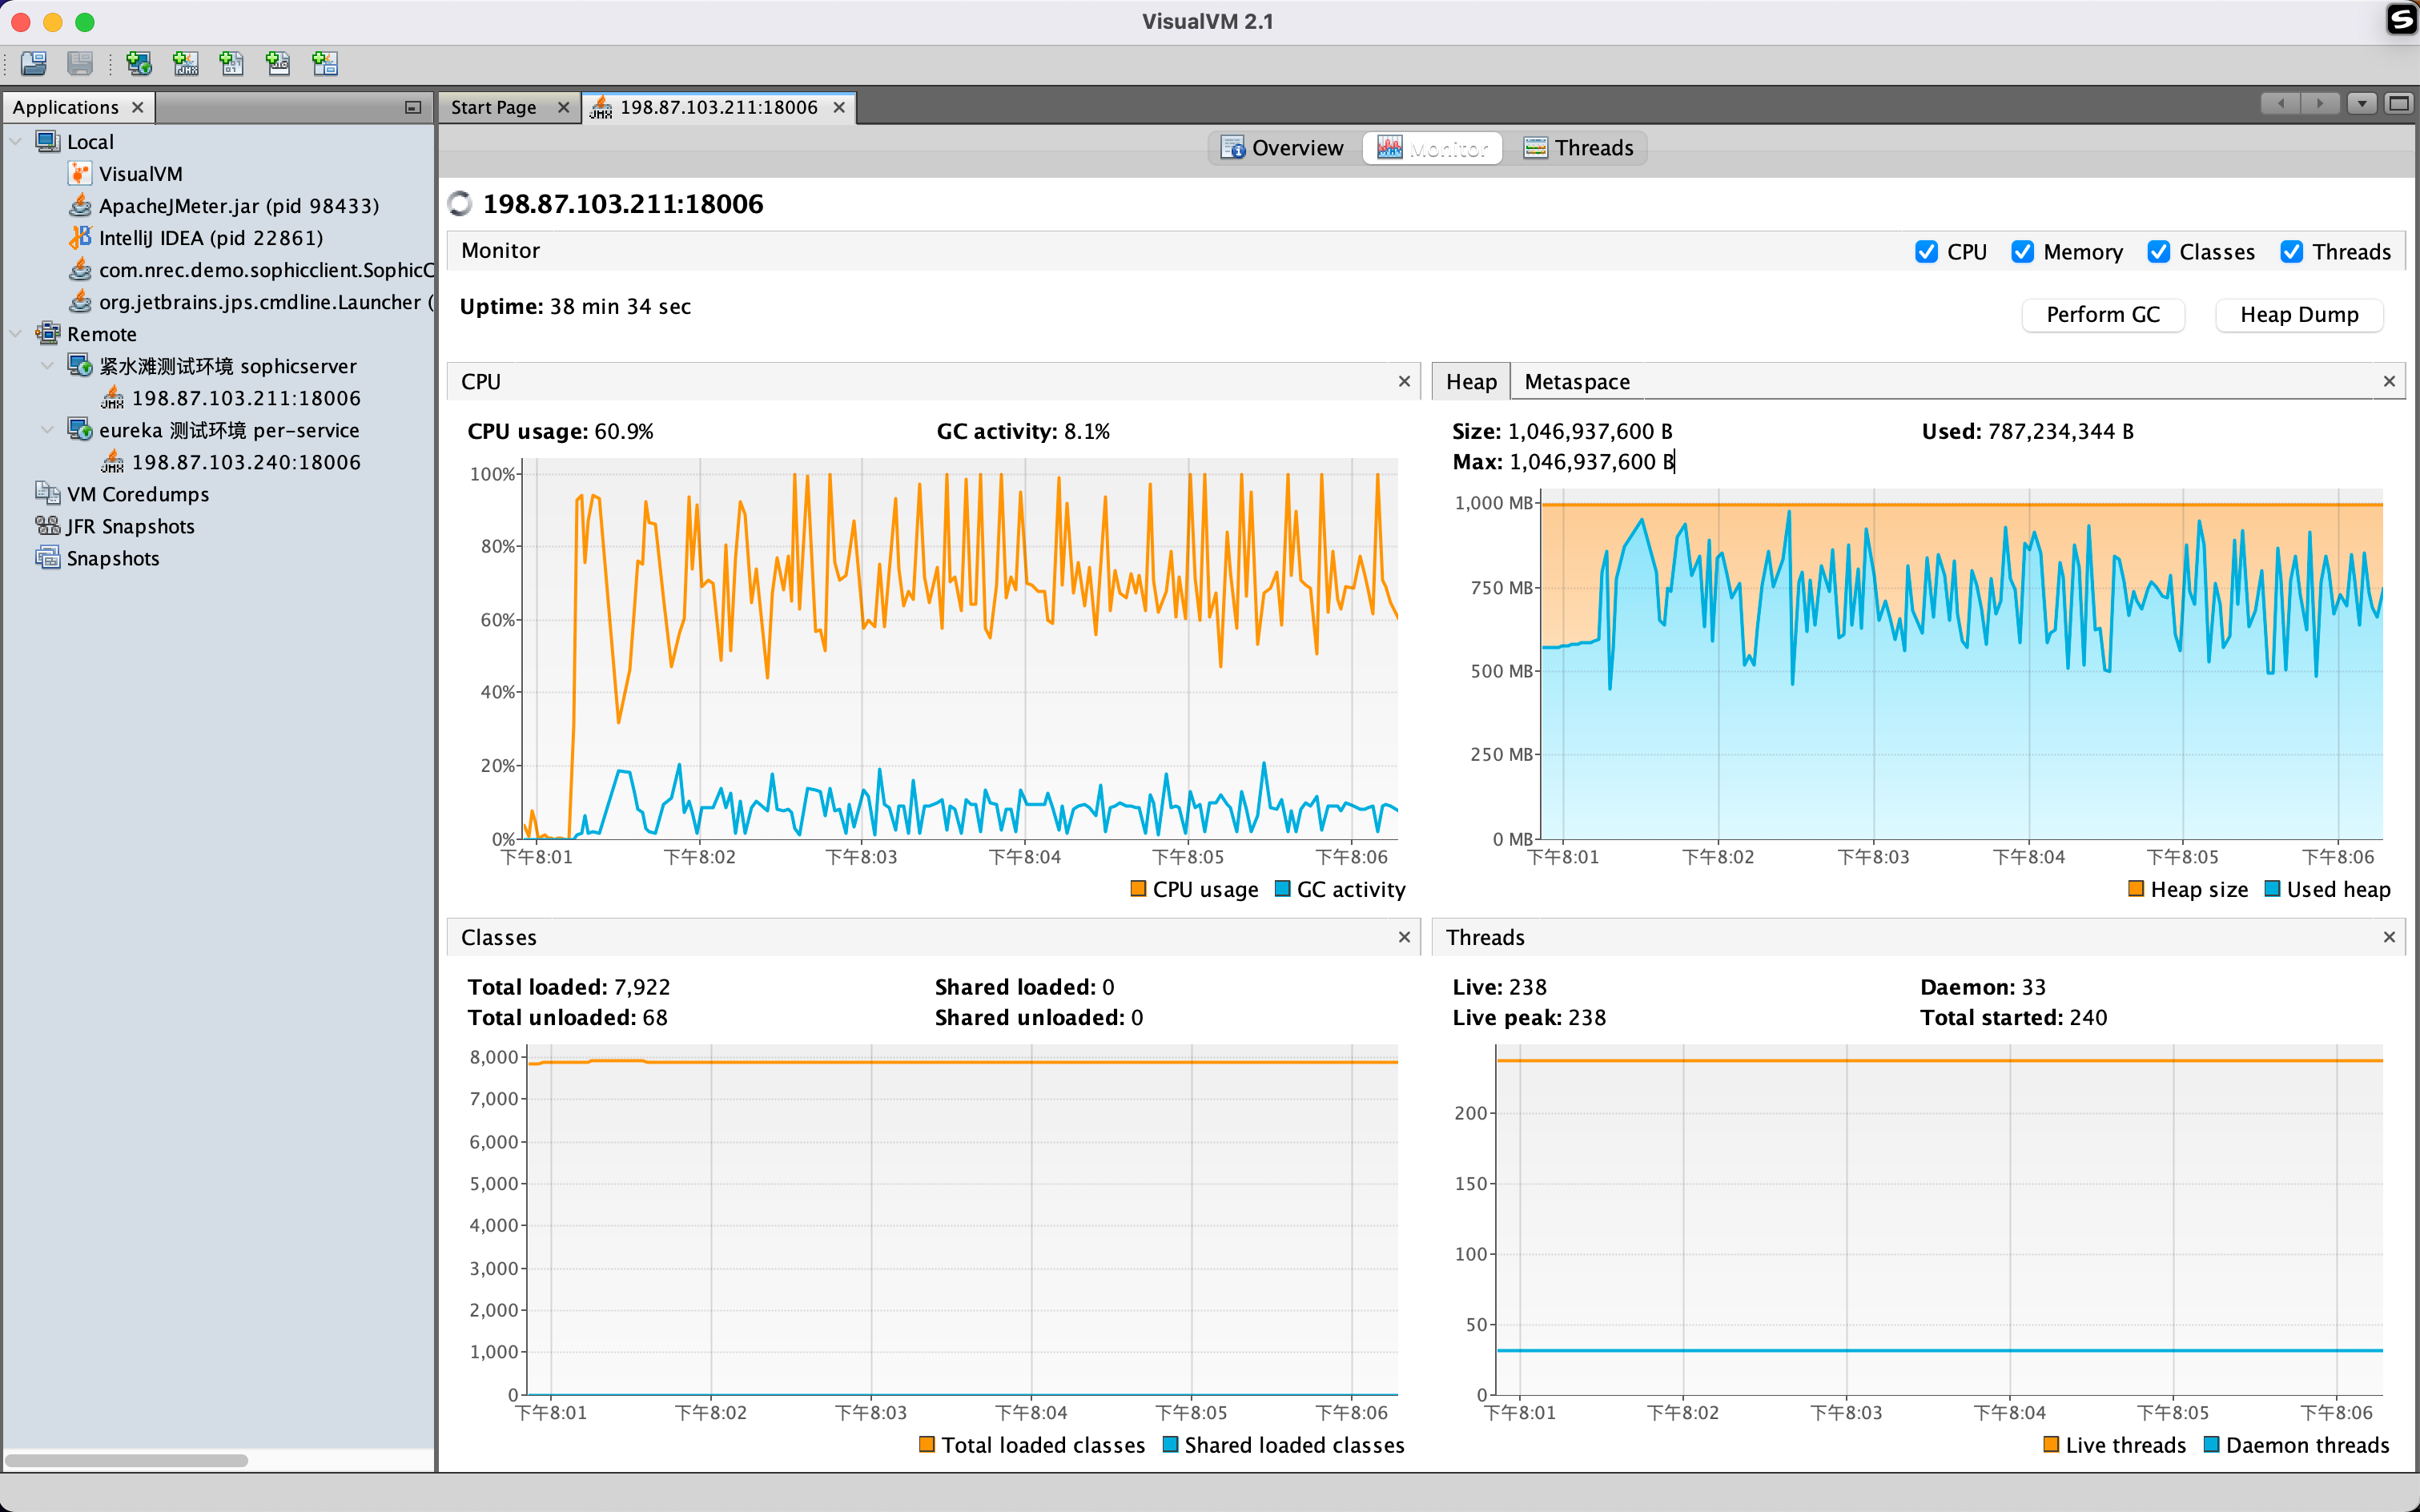 VisualVM 2.1
Applications
Start Page
198.87.103.211:18006
Local
VisualVM
ApacheJMeter.jar (pid 98433)
IntelliJ IDEA (pid 22861)
com.nrec.demo.sophicclient.SophicC
org.jetbrains.jps.cmdline.Launcher (
Remote
紧水滩测试环境 sophicserver
198.87.103.211:18006
eureka 测试环境 per-service
198.87.103.240:18006
VM Coredumps
JFR Snapshots
Snapshots
Overview
Monitor
Threads
198.87.103.211:18006
Monitor
CPU
Memory
Classes
Threads
Uptime: 38 min 34 sec
Perform GC
Heap Dump
CPU
CPU usage: 60.9%
GC activity: 8.1%
100%
80%
60%
40%
20%
0%
下午8:01
下午8:02
下午8:03
下午8:04
下午8:05
下午8:06
CPU usage
GC activity
Heap
Metaspace
Size: 1,046,937,600 B
Used: 787,234,344 B
Max: 1,046,937,600 B
1,000 MB
750 MB
500 MB
250 MB
0 MB
下午8:01
下午8:02
下午8:03
下午8:04
下午8:05
下午8:06
Heap size
Used heap
Classes
Total loaded: 7,922
Shared loaded: 0
Total unloaded: 68
Shared unloaded: 0
8,000
7,000
6,000
5,000
4,000
3,000
2,000
1,000
0
下午8:01
下午8:02
下午8:03
下午8:04
下午8:05
下午8:06
Total loaded classes
Shared loaded classes
Threads
Live: 238
Daemon: 33
Live peak: 238
Total started: 240
200
150
100
50
0
下午8:01
下午8:02
下午8:03
下午8:04
下午8:05
下午8:06
Live threads
Daemon threads